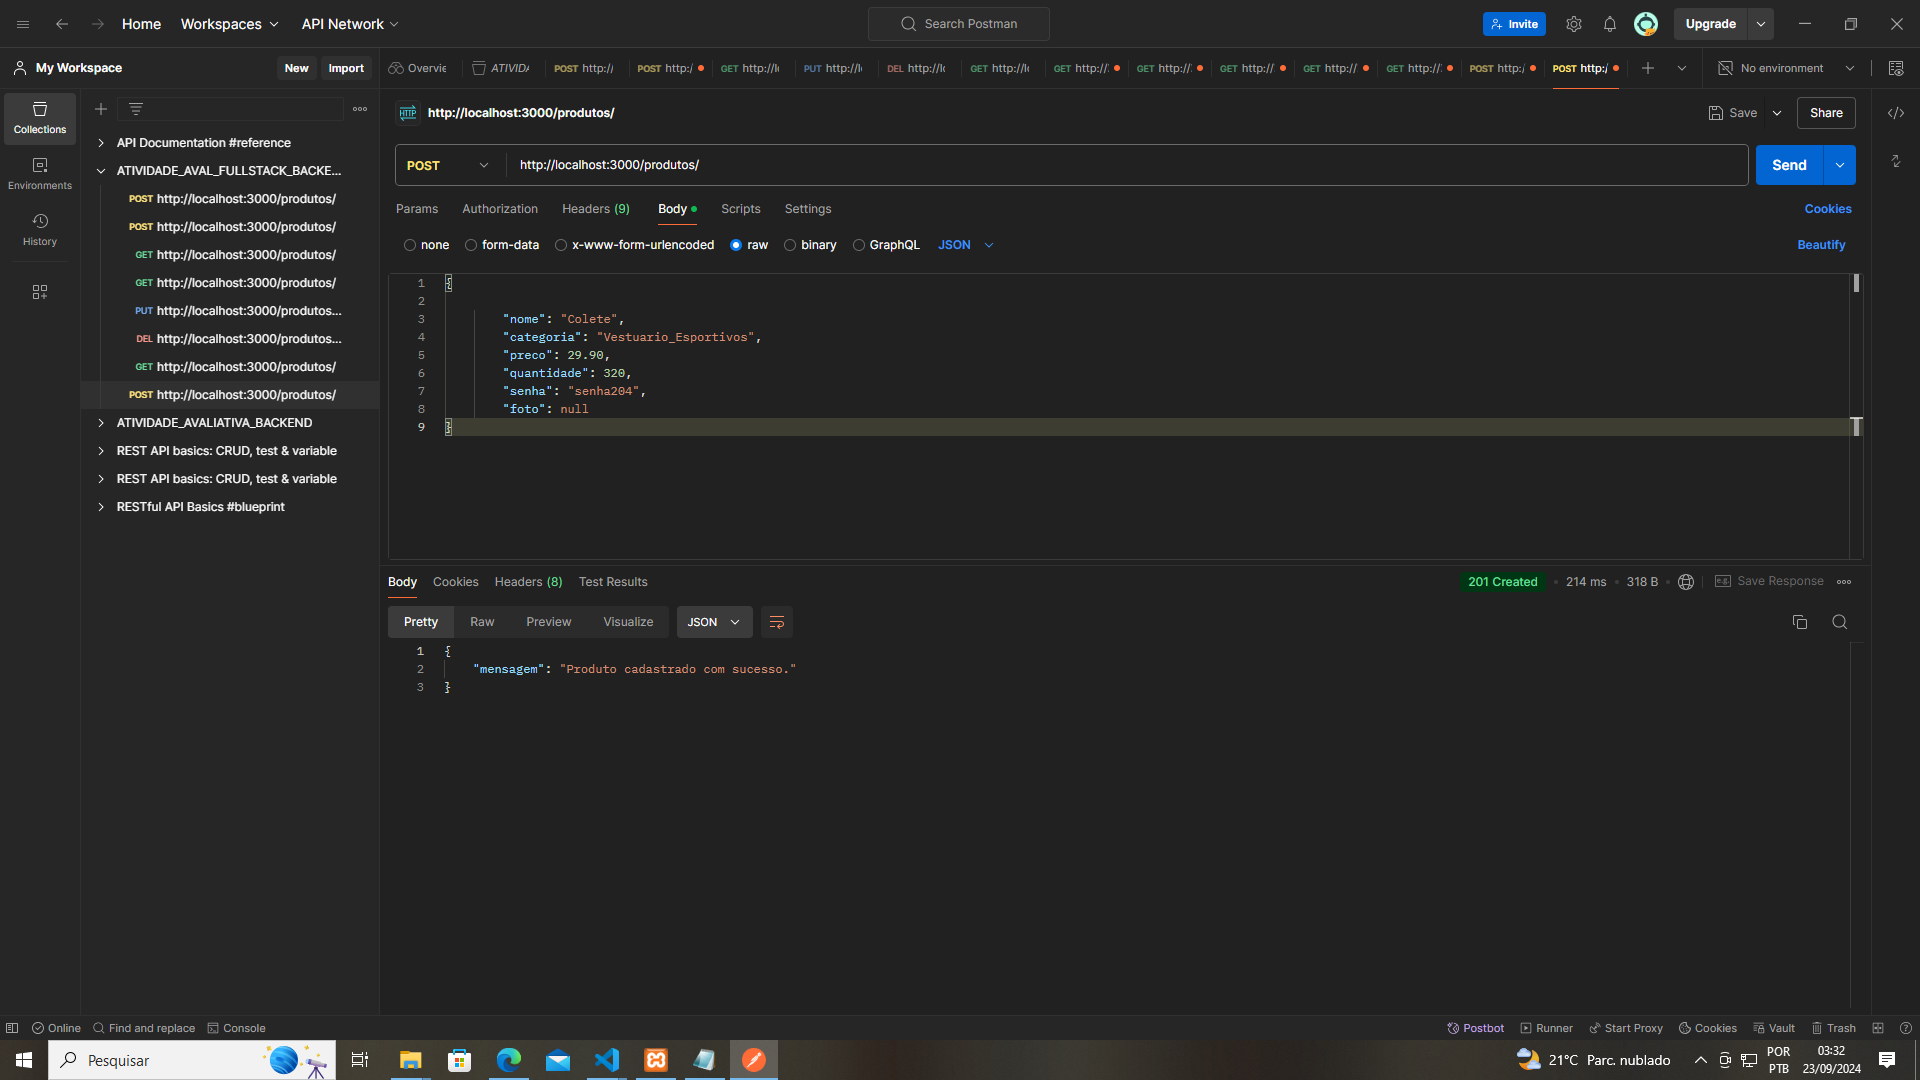 Home Workspaces API Network Search Postman Invite Upgrade
My Workspace New Import Overvie ATIVIDA POST http:// POST http:/ GET http://lo PUT http://lo DEL http://lo GET http://lo GET http:// GET http:// GET http:// GET http:// GET http:// POST http:/ POST http:/ No environment
Collections
Environments
History
API Documentation #reference
ATIVIDADE_AVAL_FULLSTACK_BACKE...
POST http://localhost:3000/produtos/
POST http://localhost:3000/produtos/
GET http://localhost:3000/produtos/
GET http://localhost:3000/produtos/
PUT http://localhost:3000/produtos...
DEL http://localhost:3000/produtos...
GET http://localhost:3000/produtos/
POST http://localhost:3000/produtos/
ATIVIDADE_AVALIATIVA_BACKEND
REST API basics: CRUD, test & variable
REST API basics: CRUD, test & variable
RESTful API Basics #blueprint
HTTP http://localhost:3000/produtos/ Save Share
POST http://localhost:3000/produtos/ Send
Params Authorization Headers (9) Body Scripts Settings Cookies
none form-data x-www-form-urlencoded raw binary GraphQL JSON Beautify
1 {
2
3 "nome": "Colete",
4 "categoria": "Vestuario_Esportivos",
5 "preco": 29.90,
6 "quantidade": 320,
7 "senha": "senha204",
8 "foto": null
9 }
Body Cookies Headers (8) Test Results 201 Created 214 ms 318 B e.g. Save Response
Pretty Raw Preview Visualize JSON
1 {
2 "mensagem": "Produto cadastrado com sucesso."
3 }
Online Find and replace Console Postbot Runner Start Proxy Cookies Vault Trash
Pesquisar 21°C Parc. nublado POR PTB 03:32 23/09/2024